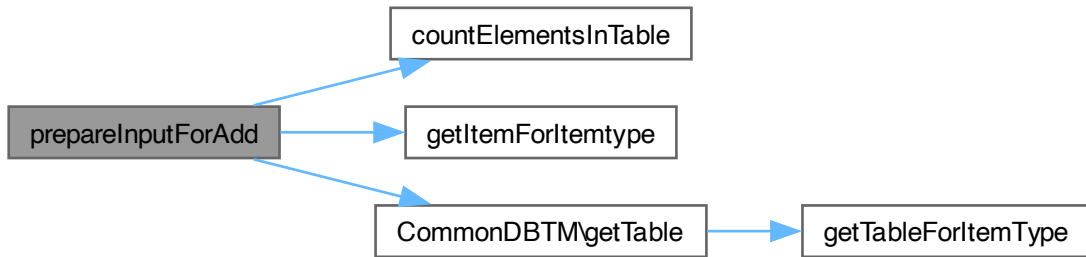 countElementsInTable
prepareInputForAdd
getItemForItemtype
CommonDBTM\getTable
getTableForItemType